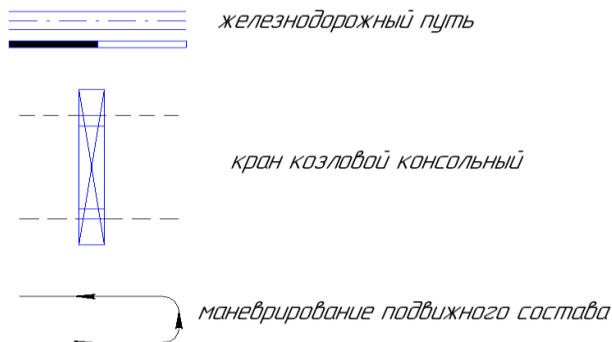 железнодорожный путь
кран козловой консольный
маневрирование подвижного состава